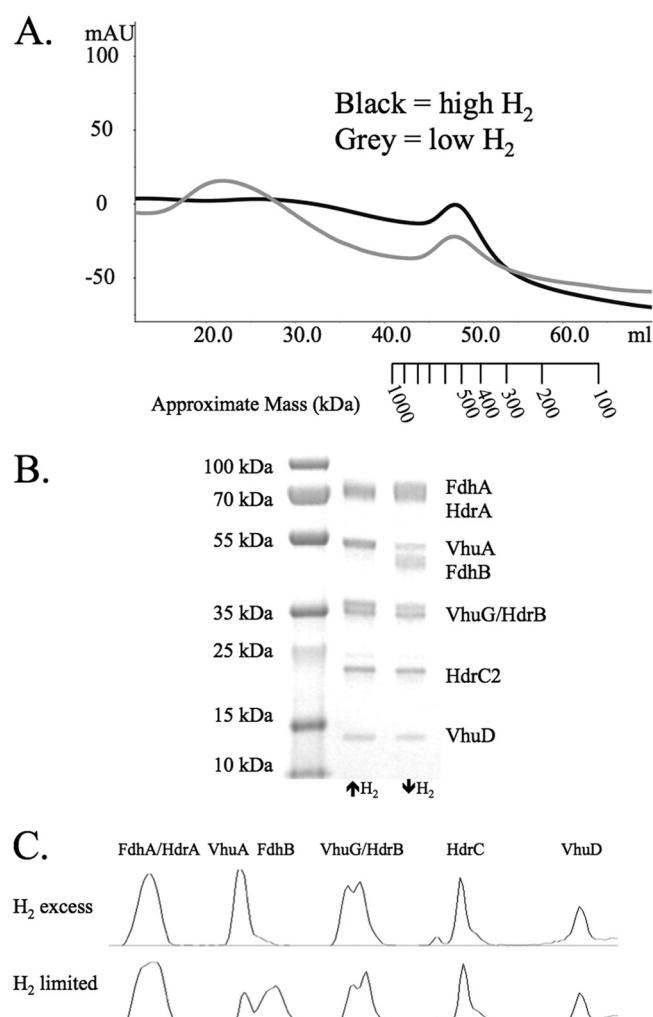 A.
mAU
100
50
0
-50
Black = high H₂
Grey = low H₂
20.0 30.0 40.0 50.0 60.0 ml
Approximate Mass (kDa)
1000 500 400 300 200 100
B.
100 kDa
70 kDa
55 kDa
35 kDa
25 kDa
15 kDa
10 kDa
FdhA
HdrA
VhuA
FdhB
VhuG/HdrB
HdrC2
VhuD
↑H₂ ↓H₂
C.
FdhA/HdrA VhuA FdhB VhuG/HdrB HdrC VhuD
H₂ excess
H₂ limited